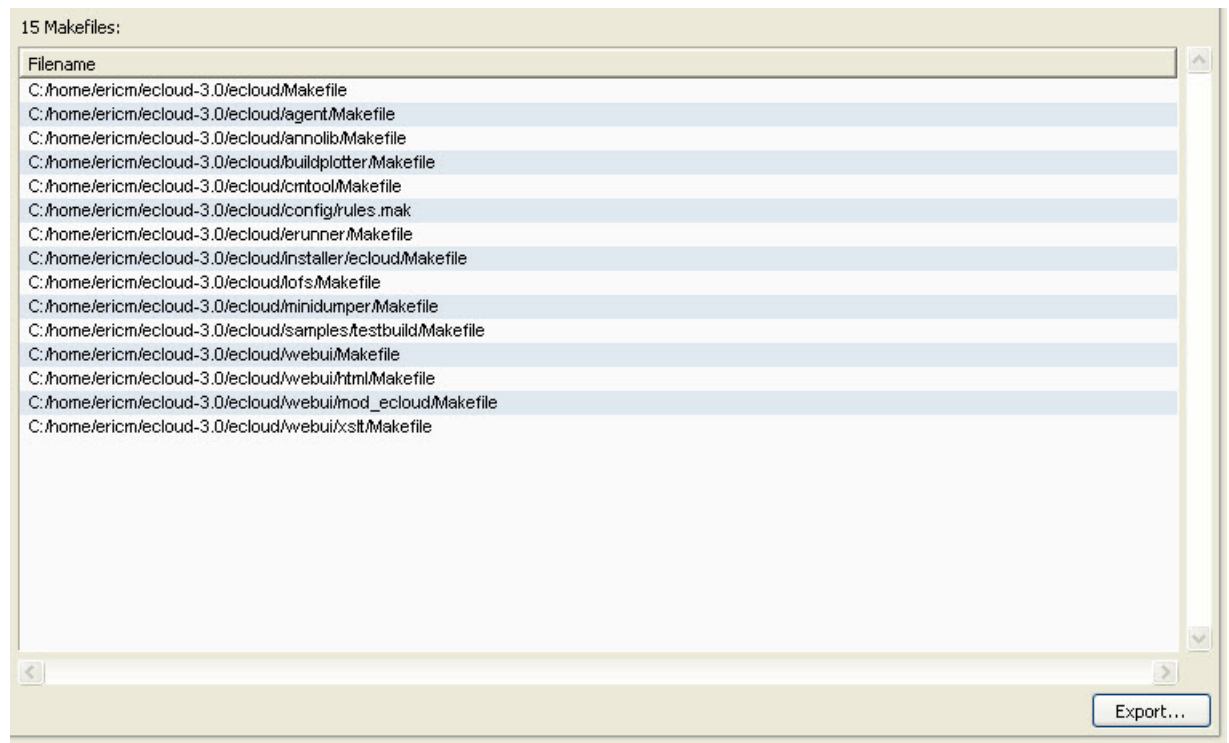 15 Makefiles:
Filename
C:/home/ericm/ecloud-3.0/ecloud/Makefile
C:/home/ericm/ecloud-3.0/ecloud/agent/Makefile
C:/home/ericm/ecloud-3.0/ecloud/annolib/Makefile
C:/home/ericm/ecloud-3.0/ecloud/buildplotter/Makefile
C:/home/ericm/ecloud-3.0/ecloud/cmtool/Makefile
C:/home/ericm/ecloud-3.0/ecloud/config/rules.mak
C:/home/ericm/ecloud-3.0/ecloud/erunner/Makefile
C:/home/ericm/ecloud-3.0/ecloud/installer/ecloud/Makefile
C:/home/ericm/ecloud-3.0/ecloud/lofs/Makefile
C:/home/ericm/ecloud-3.0/ecloud/minidumper/Makefile
C:/home/ericm/ecloud-3.0/ecloud/samples/testbuild/Makefile
C:/home/ericm/ecloud-3.0/ecloud/webui/Makefile
C:/home/ericm/ecloud-3.0/ecloud/webui/html/Makefile
C:/home/ericm/ecloud-3.0/ecloud/webui/mod_ecloud/Makefile
C:/home/ericm/ecloud-3.0/ecloud/webui/xslt/Makefile
Export...